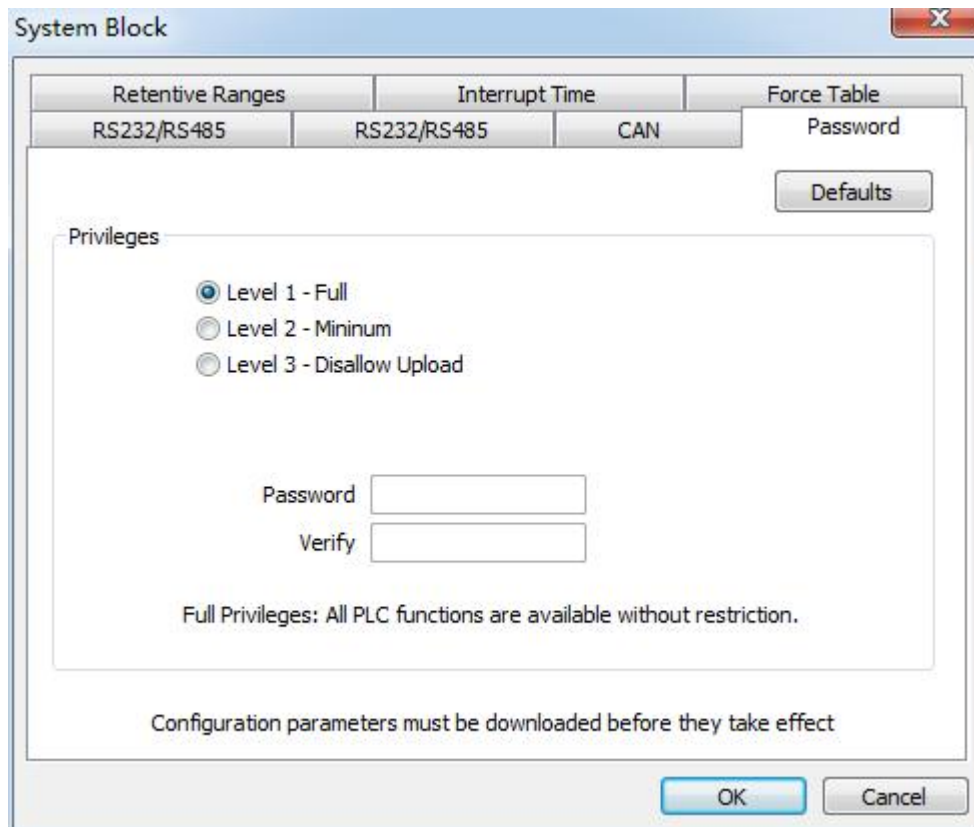 System Block
Retentive Ranges Interrupt Time Force Table
RS232/RS485 RS232/RS485 CAN Password
Defaults
Privileges
Level 1 - Full
Level 2 - Mininum
Level 3 - Disallow Upload
Password
Verify
Full Privileges: All PLC functions are available without restriction.
Configuration parameters must be downloaded before they take effect
OK Cancel